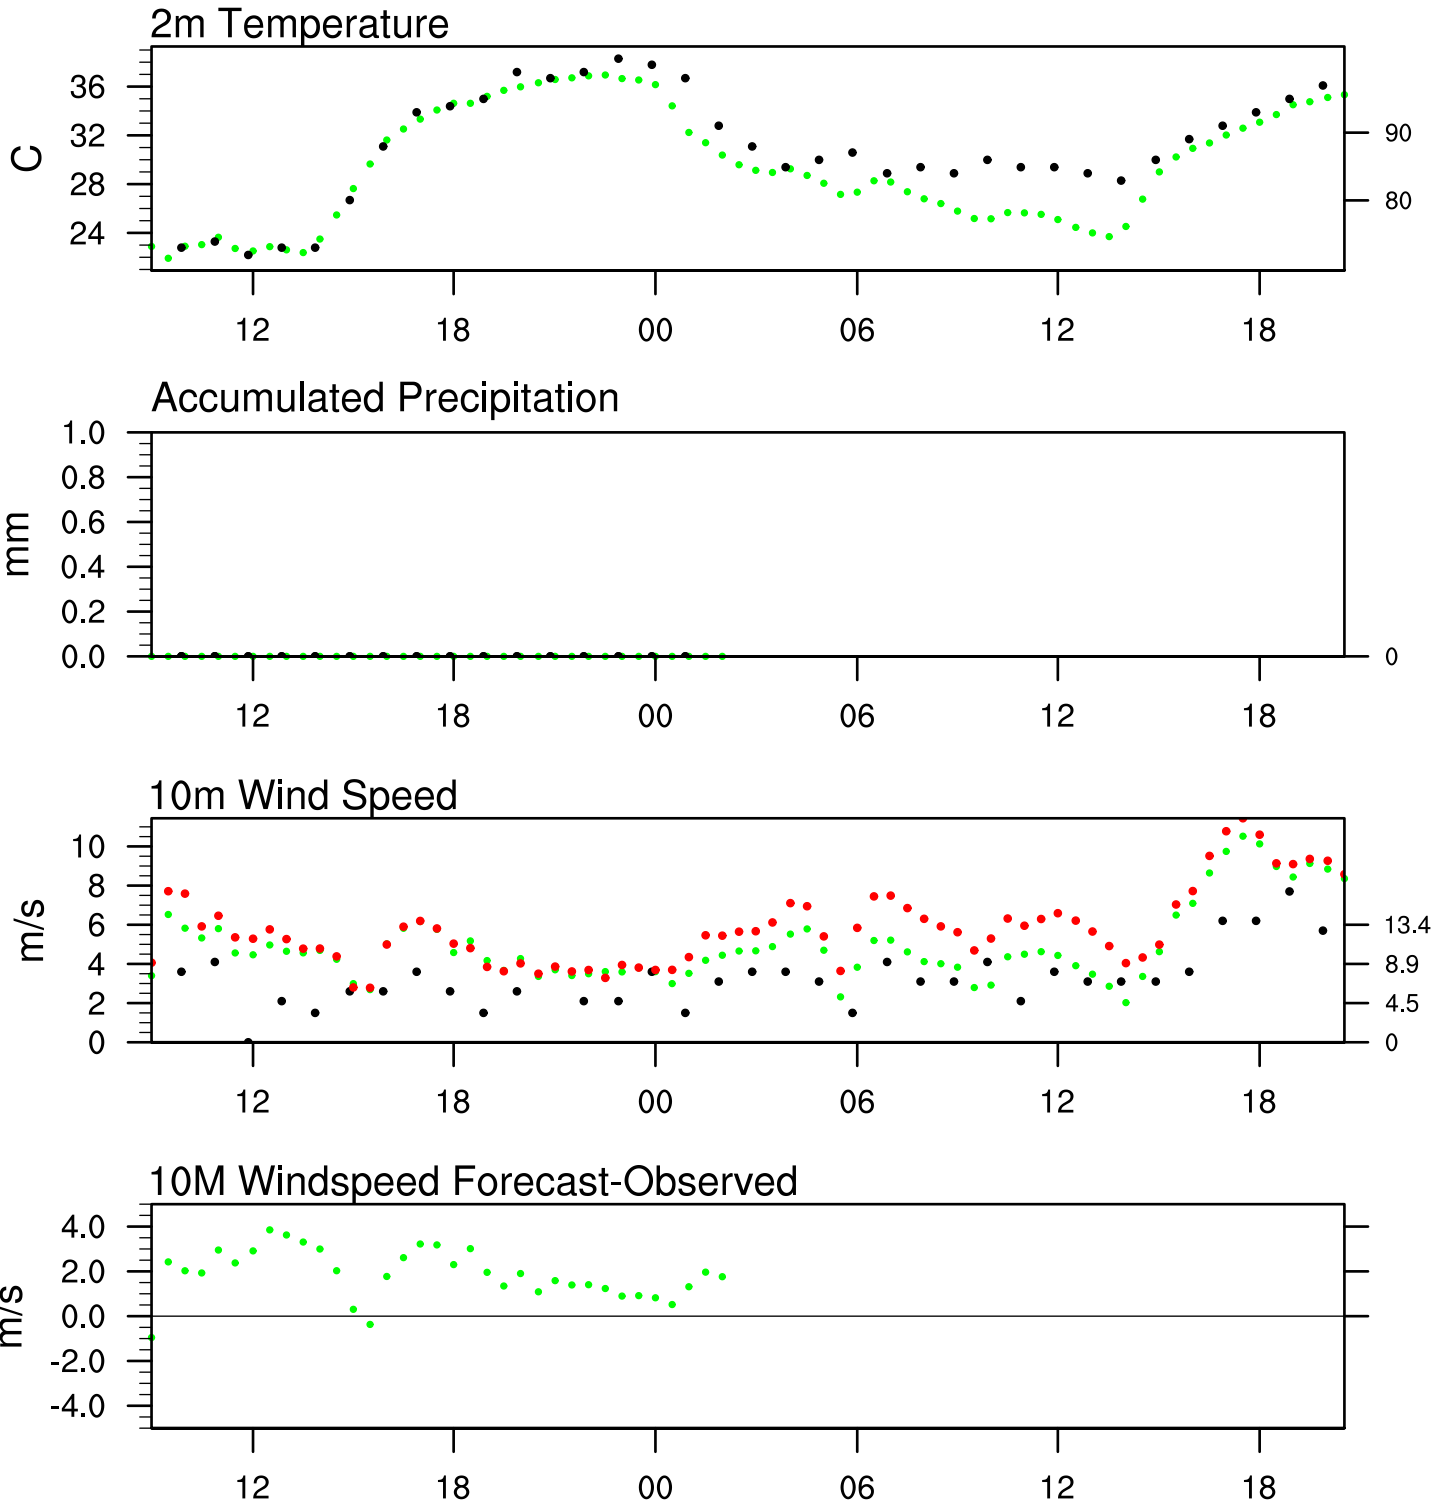 2m Temperature
36
32
28
24
C
90
80
12 18 00 06 12 18
Accumulated Precipitation
1.0
0.8
0.6
0.4
0.2
0.0
mm
0
12 18 00 06 12 18
10m Wind Speed
10
8
6
4
2
0
m/s
13.4
8.9
4.5
0
12 18 00 06 12 18
10M Windspeed Forecast-Observed
4.0
2.0
0.0
-2.0
-4.0
m/s
12 18 00 06 12 18